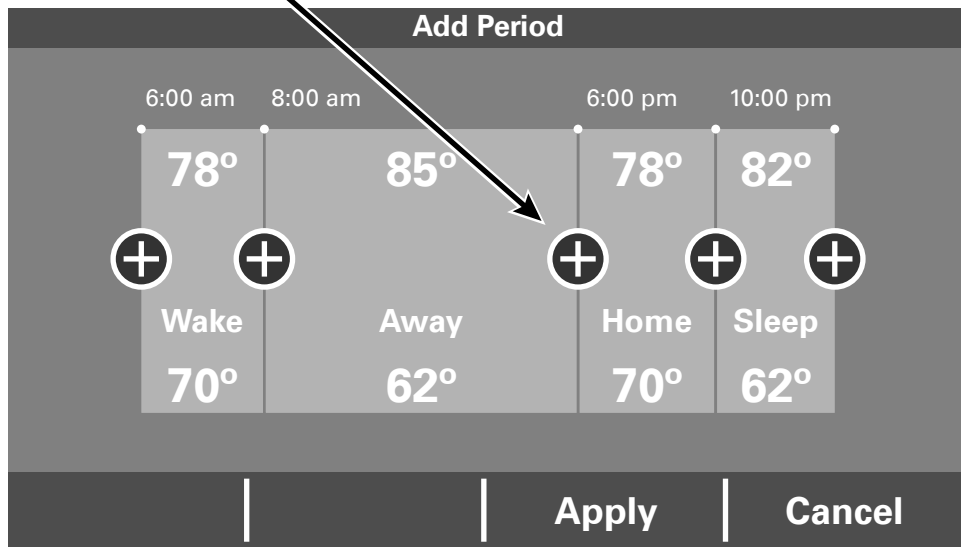 Add Period
6:00 am 8:00 am 6:00 pm 10:00 pm
78º 85º 78º 82º
Wake Away Home Sleep
70º 62º 70º 62º
Apply Cancel